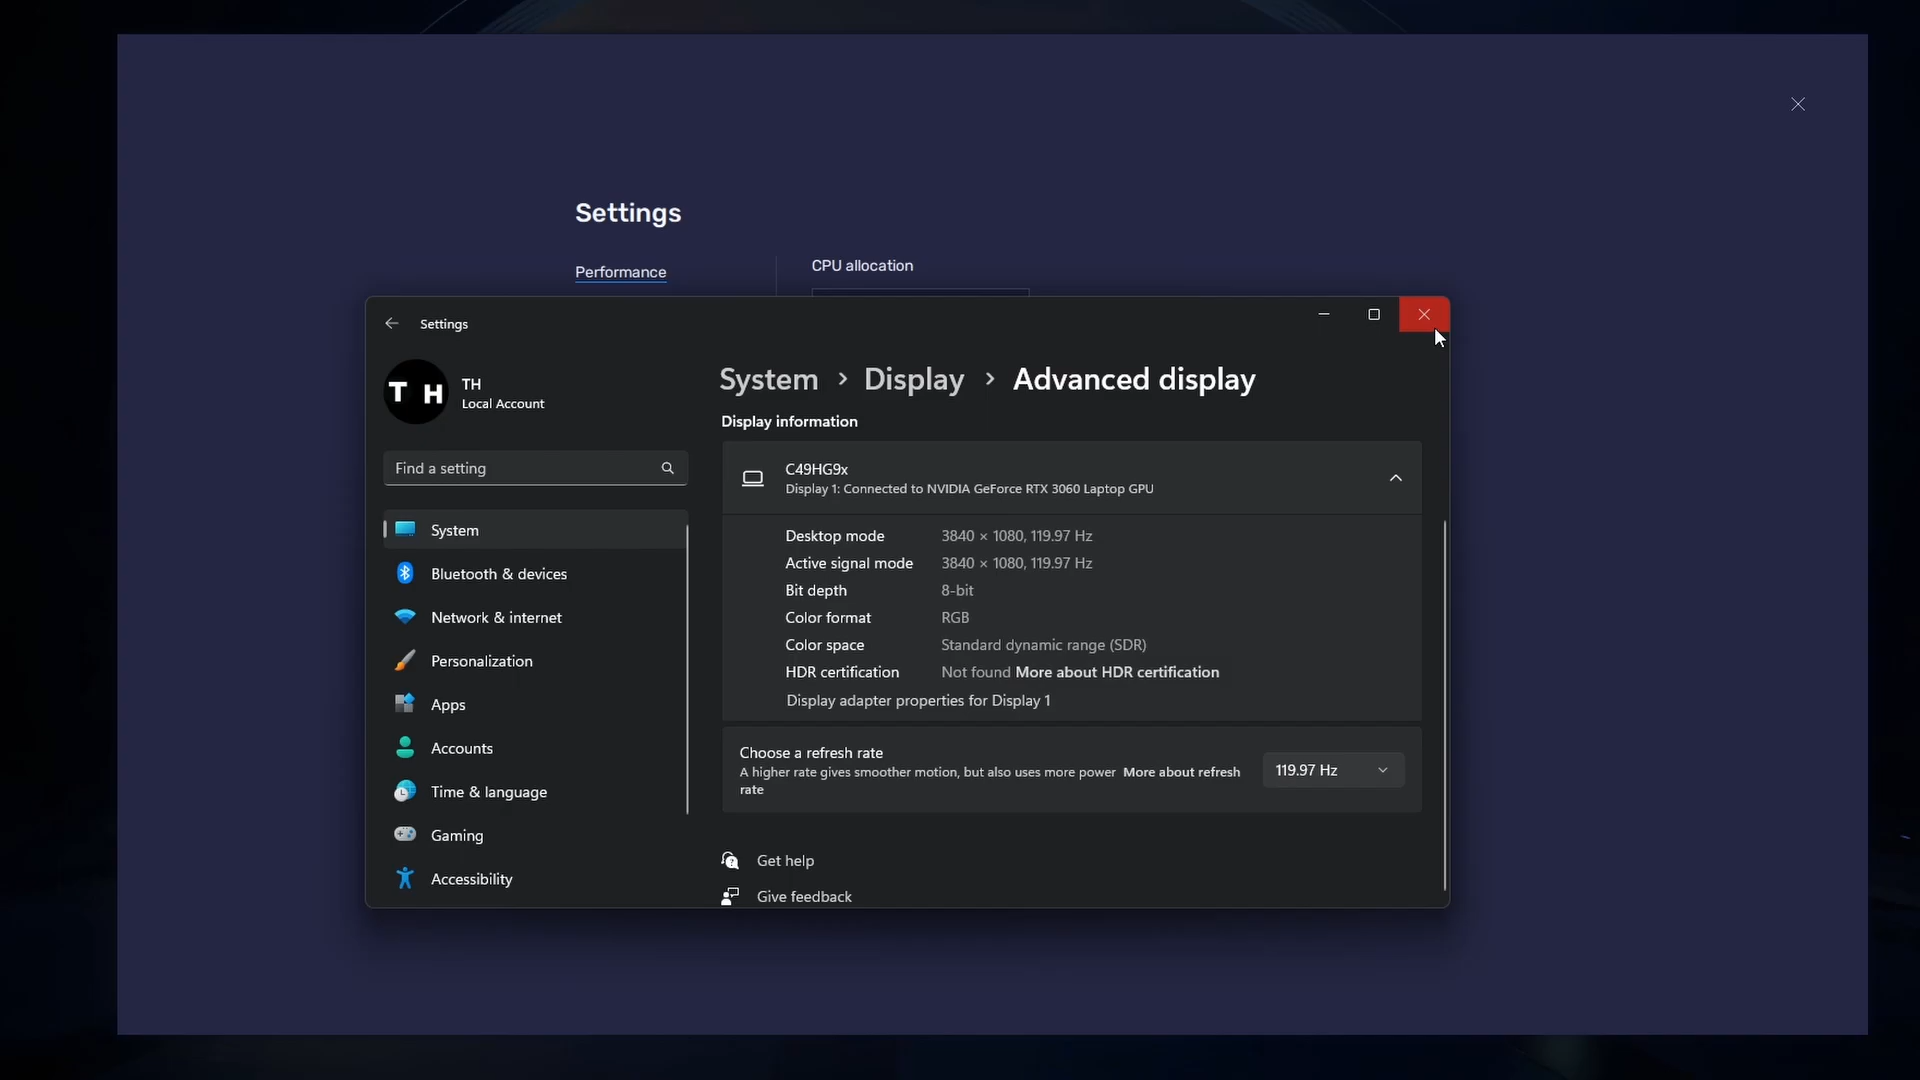 Settings
Performance
CPU allocation
Settings
T H
TH
Local Account
Find a setting
System
Bluetooth & devices
Network & internet
Personalization
Apps
Accounts
Time & language
Gaming
Accessibility
System > Display > Advanced display
Display information
C49HG9x
Display 1: Connected to NVIDIA GeForce RTX 3060 Laptop GPU
Desktop mode 3840 × 1080, 119.97 Hz
Active signal mode 3840 × 1080, 119.97 Hz
Bit depth 8-bit
Color format RGB
Color space Standard dynamic range (SDR)
HDR certification Not found More about HDR certification
Display adapter properties for Display 1
Choose a refresh rate
A higher rate gives smoother motion, but also uses more power More about refresh
rate
119.97 Hz
Get help
Give feedback